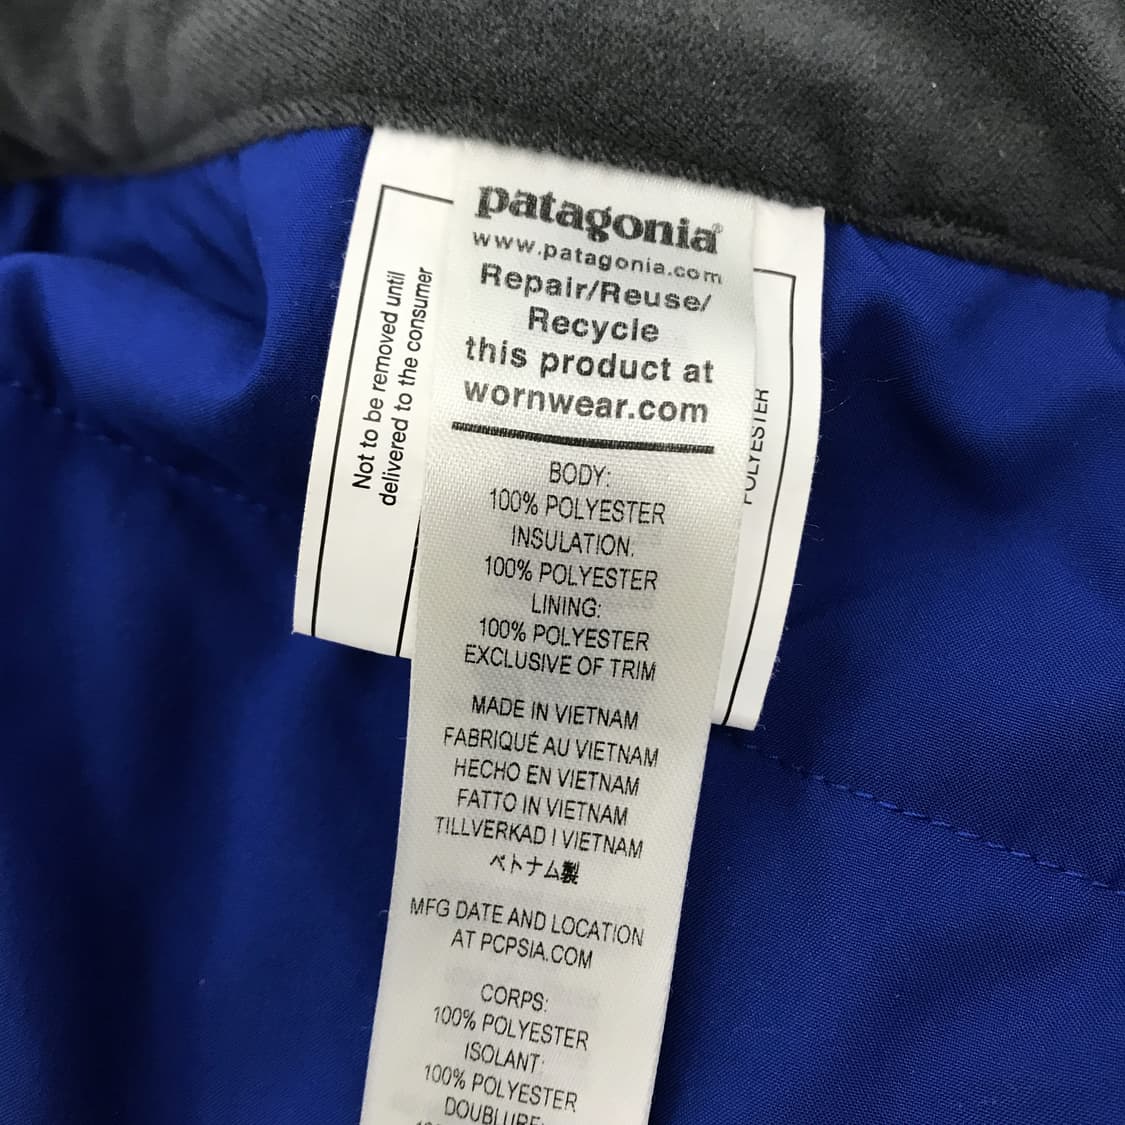 patagonia®
www.patagonia.com
Repair/Reuse/
Recycle
this product at
wornwear.com
BODY:
100% POLYESTER
INSULATION:
100% POLYESTER
LINING:
100% POLYESTER
EXCLUSIVE OF TRIM
MADE IN VIETNAM
FABRIQUÉ AU VIETNAM
HECHO EN VIETNAM
FATTO IN VIETNAM
TILLVERKAD I VIETNAM
ベトナム製
MFG DATE AND LOCATION
AT PCPSIA.COM
CORPS:
100% POLYESTER
ISOLANT:
100% POLYESTER
DOUBLURE:
Not to be removed until
delivered to the consumer
POLYESTER